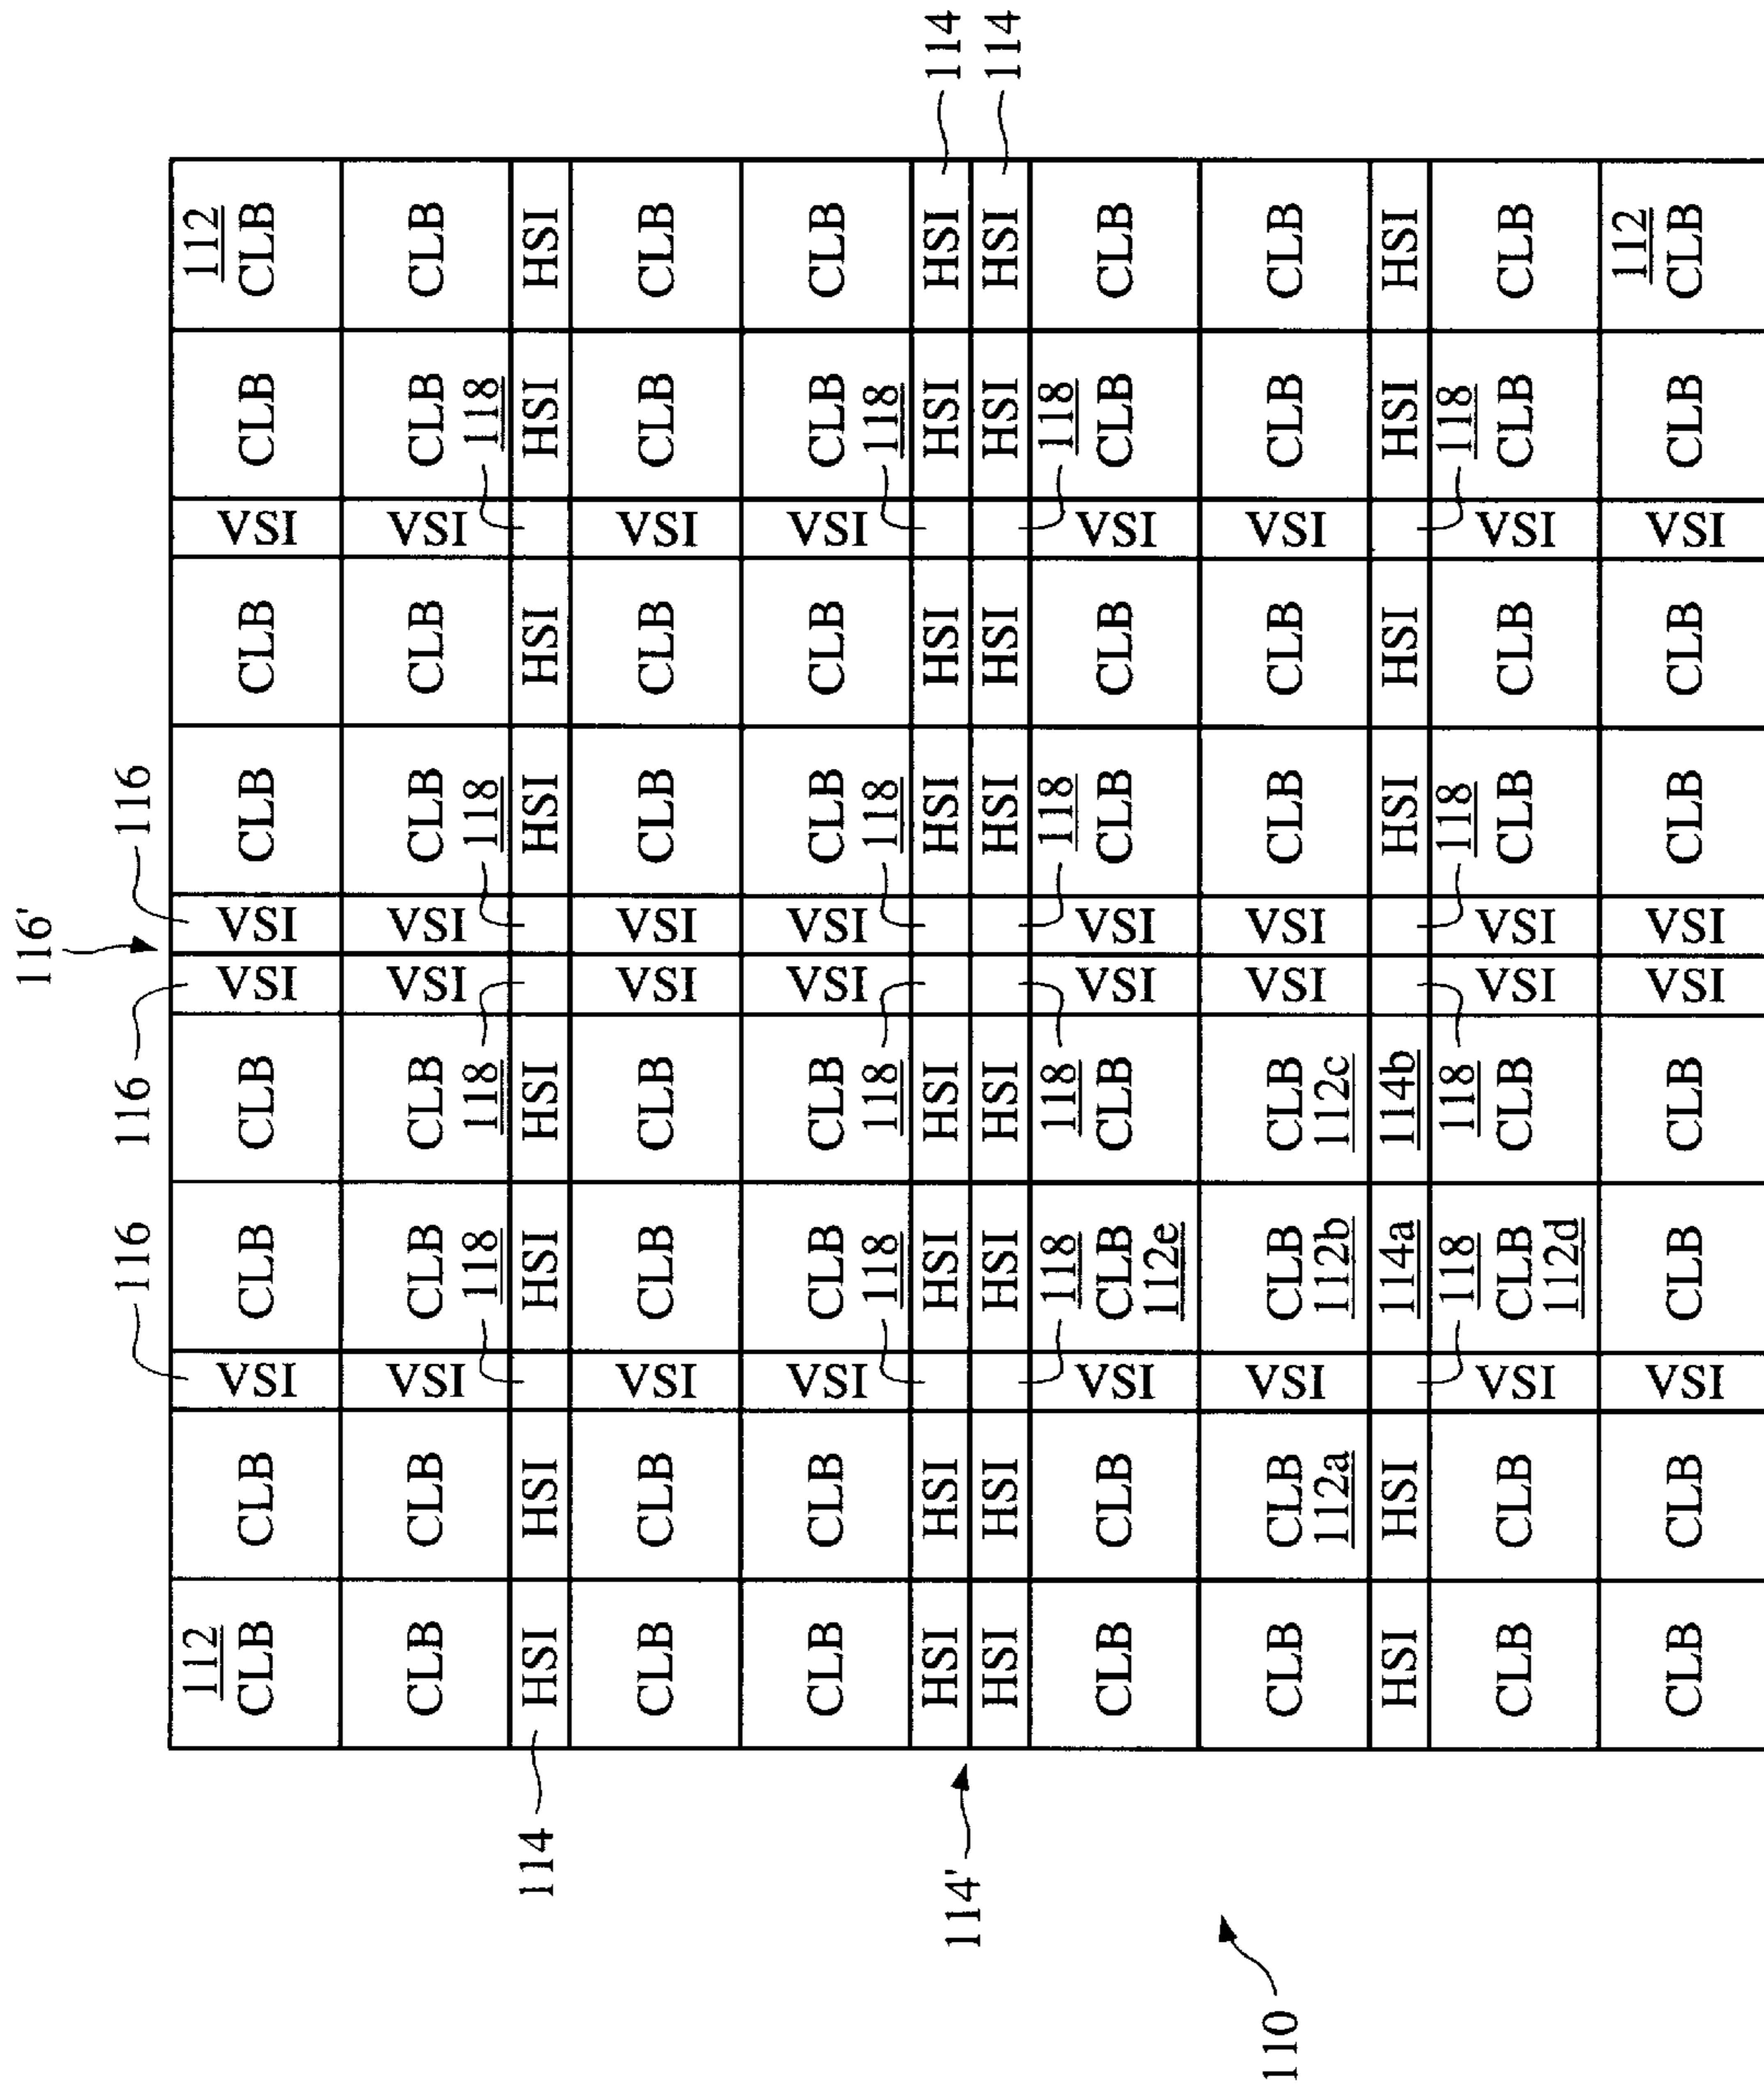 116'
116 116 116
112 112
CLB CLB VSI CLB CLB VSI VSI CLB CLB VSI CLB CLB
CLB CLB VSI CLB CLB VSI VSI CLB CLB VSI CLB CLB
118 118 118 118
114 HSI HSI HSI HSI HSI HSI HSI HSI
CLB CLB VSI CLB CLB VSI VSI CLB CLB VSI CLB CLB
CLB CLB VSI CLB CLB VSI VSI CLB CLB VSI CLB CLB
118 118 118 118
HSI HSI HSI HSI HSI HSI HSI HSI 114
114'
HSI HSI HSI HSI HSI HSI HSI HSI 114
118 118 118 118
CLB CLB VSI CLB CLB VSI VSI CLB CLB VSI CLB CLB
112e
110
CLB CLB VSI CLB CLB VSI VSI CLB CLB VSI CLB CLB
112a 112b 112c
HSI HSI 114a 114b HSI HSI HSI HSI
118 118 118 118
CLB CLB VSI CLB CLB VSI VSI CLB CLB VSI CLB CLB
112d
112
CLB CLB VSI CLB CLB VSI VSI CLB CLB VSI CLB CLB